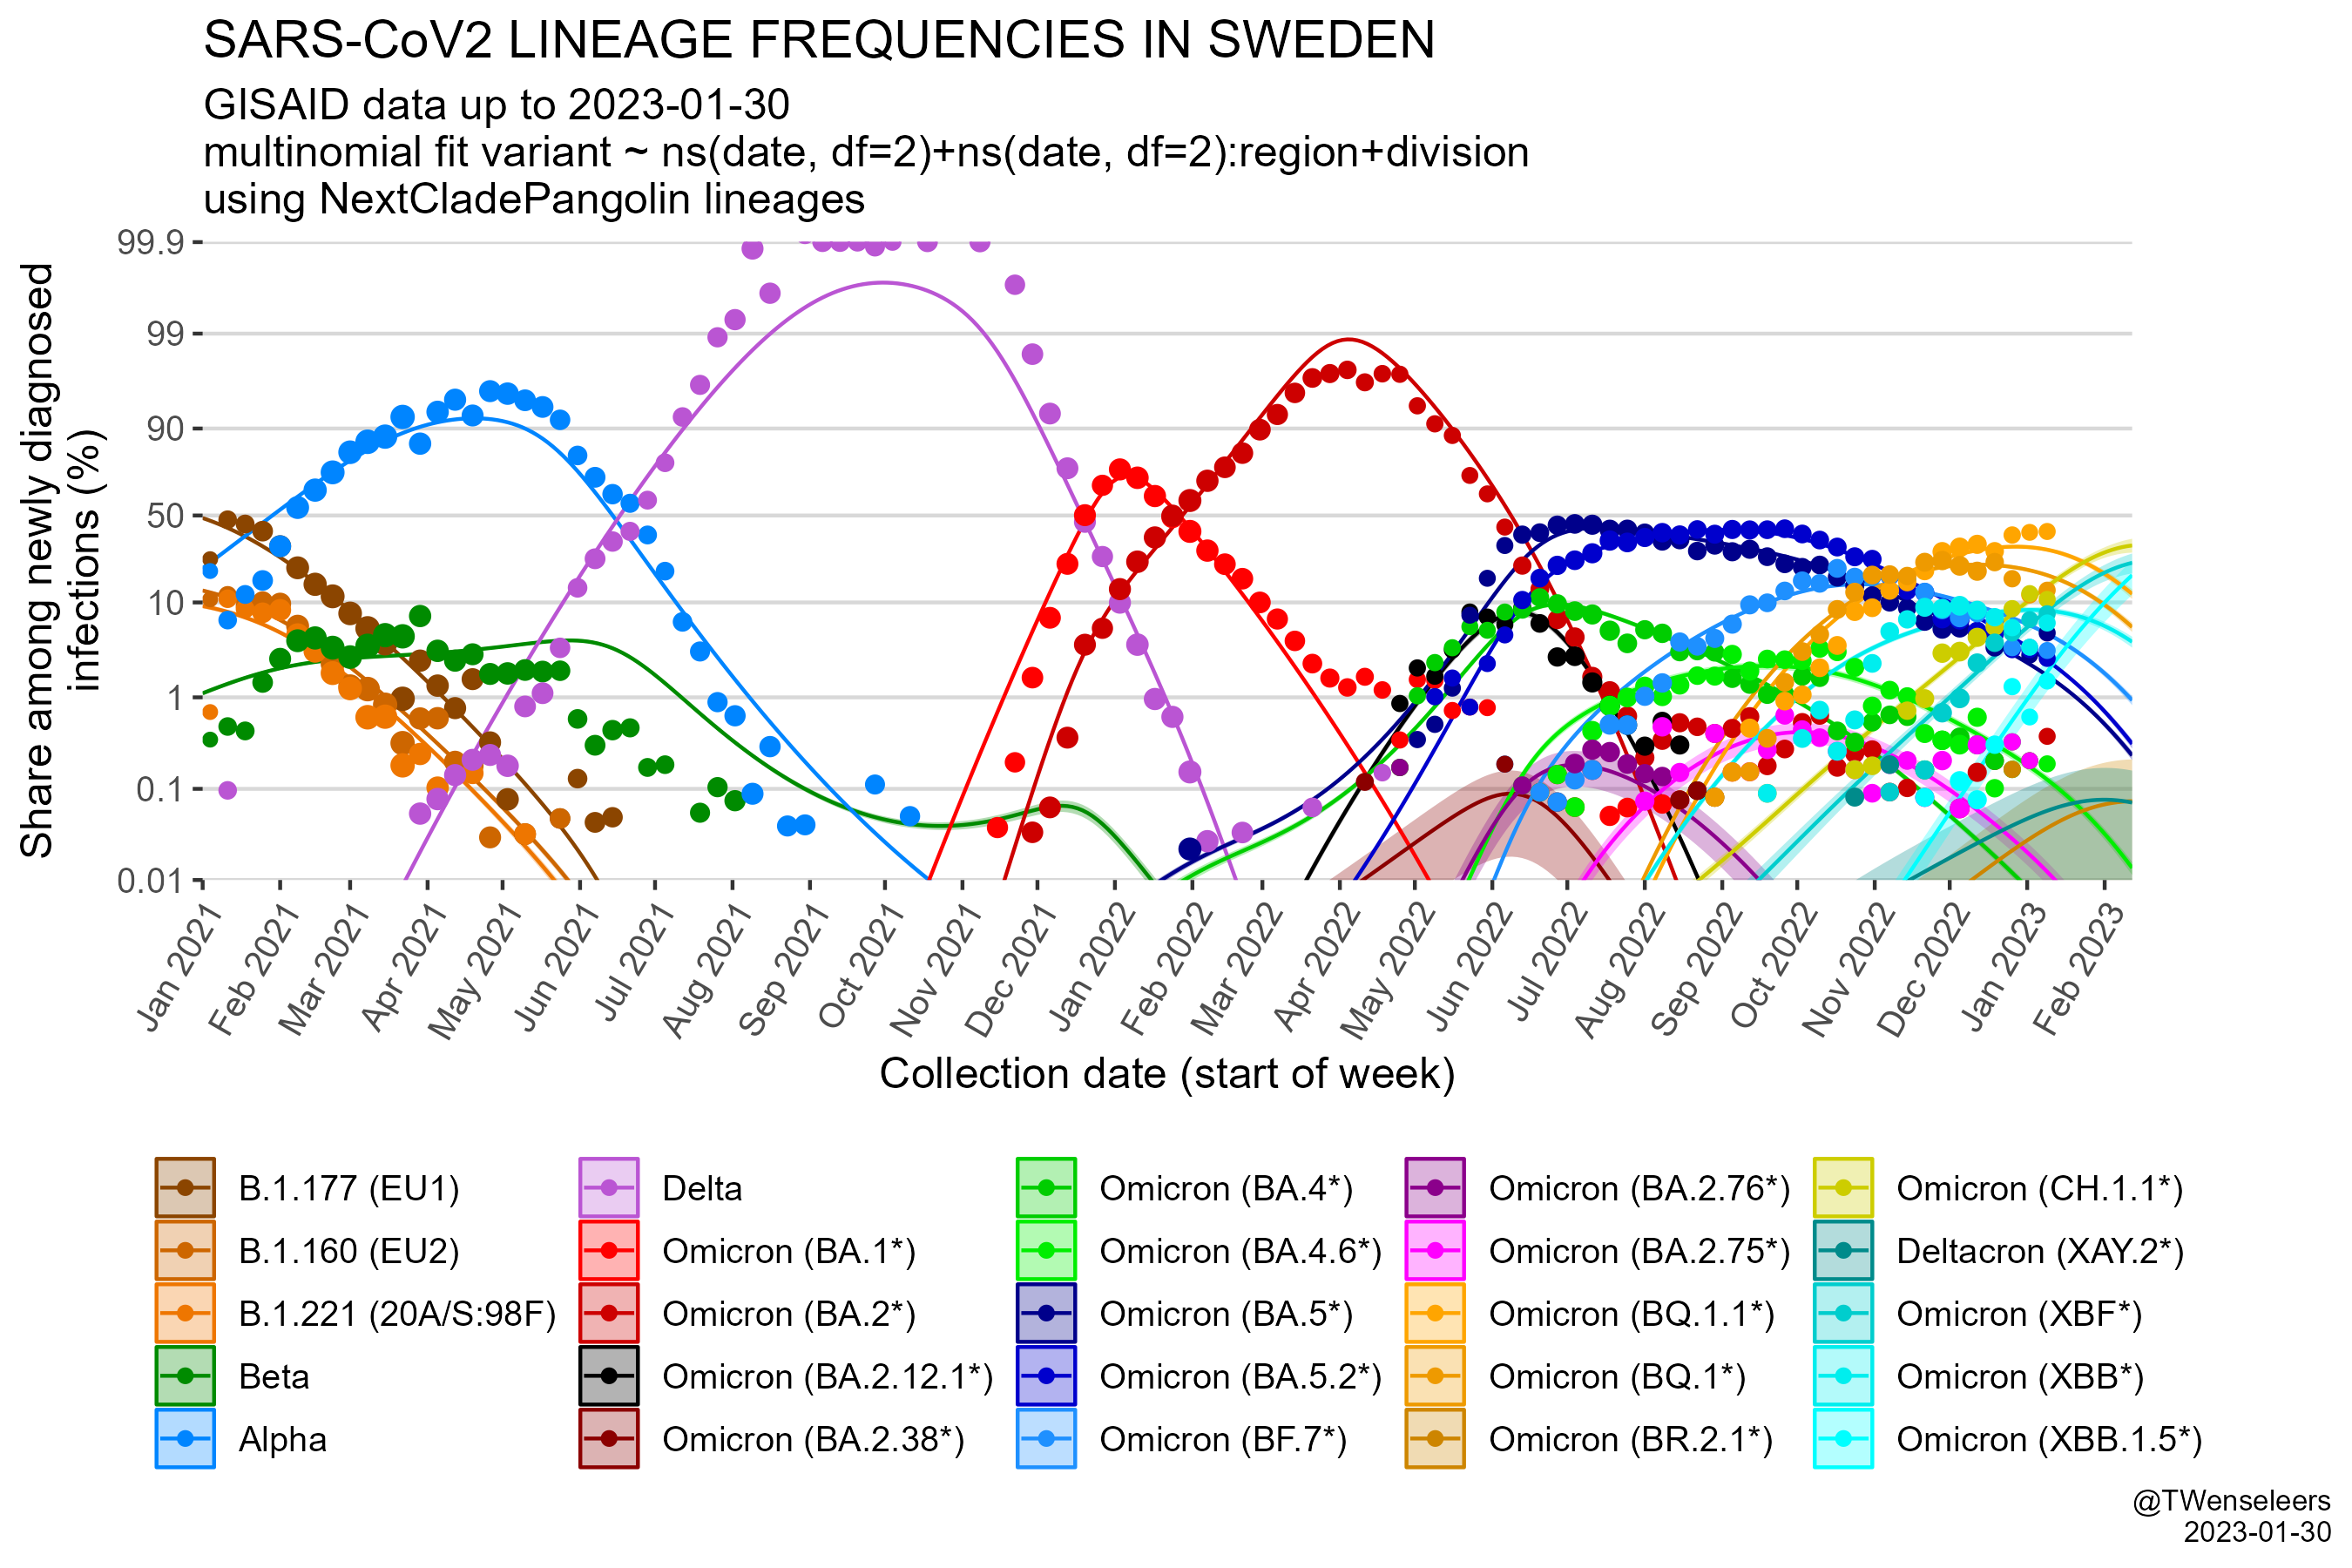 SARS-CoV2 LINEAGE FREQUENCIES IN SWEDEN
GISAID data up to 2023-01-30
multinomial fit variant ~ ns(date, df=2)+ns(date, df=2):region+division
using NextCladePangolin lineages
Share among newly diagnosed
infections (%)
99.9
99
90
50
10
1
0.1
0.01
Jan 2021
Feb 2021
Mar 2021
Apr 2021
May 2021
Jun 2021
Jul 2021
Aug 2021
Sep 2021
Oct 2021
Nov 2021
Dec 2021
Jan 2022
Feb 2022
Mar 2022
Apr 2022
May 2022
Jun 2022
Jul 2022
Aug 2022
Sep 2022
Oct 2022
Nov 2022
Dec 2022
Jan 2023
Feb 2023
Collection date (start of week)
B.1.177 (EU1)
B.1.160 (EU2)
B.1.221 (20A/S:98F)
Beta
Alpha
Delta
Omicron (BA.1*)
Omicron (BA.2*)
Omicron (BA.2.12.1*)
Omicron (BA.2.38*)
Omicron (BA.4*)
Omicron (BA.4.6*)
Omicron (BA.5*)
Omicron (BA.5.2*)
Omicron (BF.7*)
Omicron (BA.2.76*)
Omicron (BA.2.75*)
Omicron (BQ.1.1*)
Omicron (BQ.1*)
Omicron (BR.2.1*)
Omicron (CH.1.1*)
Deltacron (XAY.2*)
Omicron (XBF*)
Omicron (XBB*)
Omicron (XBB.1.5*)
@TWenseleers
2023-01-30